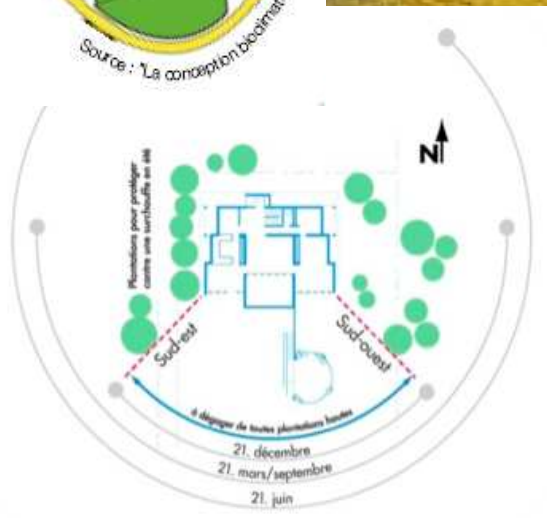 Source : "La conception bioclimat
N
Plantations pour protéger
contre une surchauffe en été
Sud-est
Sud-ouest
à dégager de toutes plantations hautes
21. décembre
21. mars/septembre
21. juin